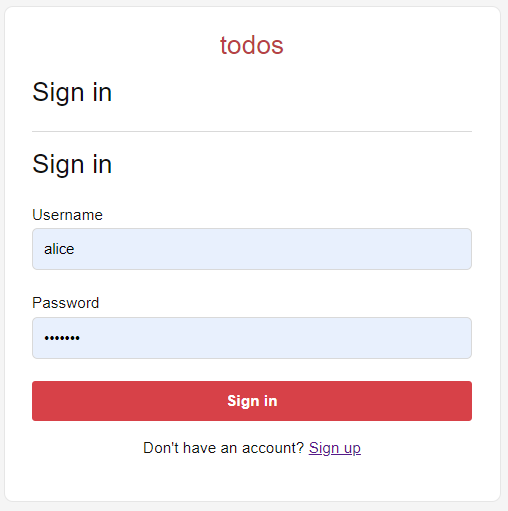 todos
Sign in
Sign in
Username
alice
Password
•••••••
Sign in
Don't have an account? Sign up